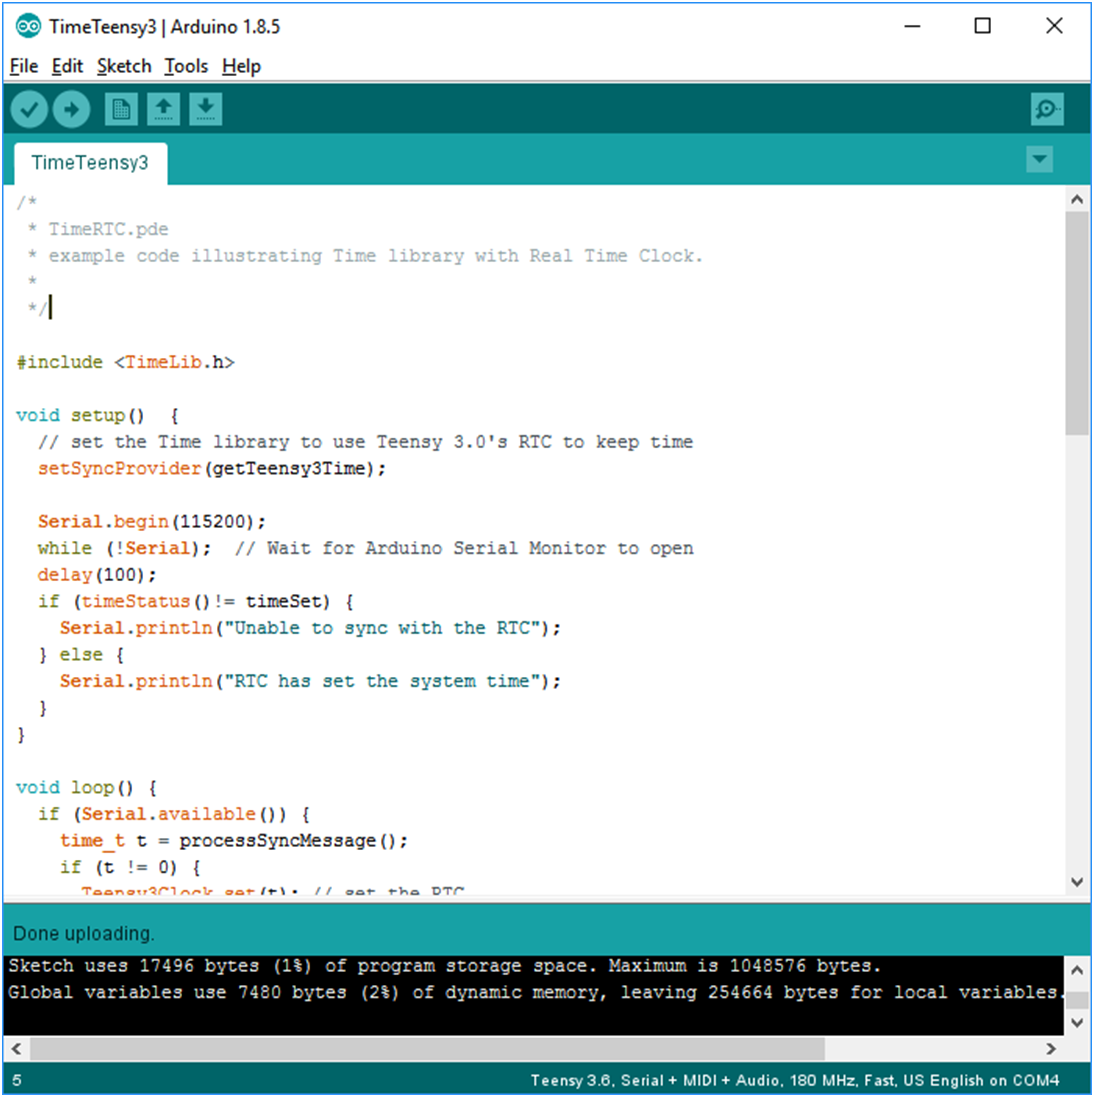 TimeTeensy3 | Arduino 1.8.5
File Edit Sketch Tools Help
TimeTeensy3
/*
 * TimeRTC.pde
 * example code illustrating Time library with Real Time Clock.
 *
 */
#include <TimeLib.h>
void setup()  {
  // set the Time library to use Teensy 3.0's RTC to keep time
  setSyncProvider(getTeensy3Time);
  Serial.begin(115200);
  while (!Serial);  // Wait for Arduino Serial Monitor to open
  delay(100);
  if (timeStatus()!= timeSet) {
    Serial.println("Unable to sync with the RTC");
  } else {
    Serial.println("RTC has set the system time");
  }
}
void loop() {
  if (Serial.available()) {
    time_t t = processSyncMessage();
    if (t != 0) {
      Teensy3Clock.set(t); // set the RTC
Done uploading.
Sketch uses 17496 bytes (1%) of program storage space. Maximum is 1048576 bytes.
Global variables use 7480 bytes (2%) of dynamic memory, leaving 254664 bytes for local variables.
5 Teensy 3.6, Serial + MIDI + Audio, 180 MHz, Fast, US English on COM4